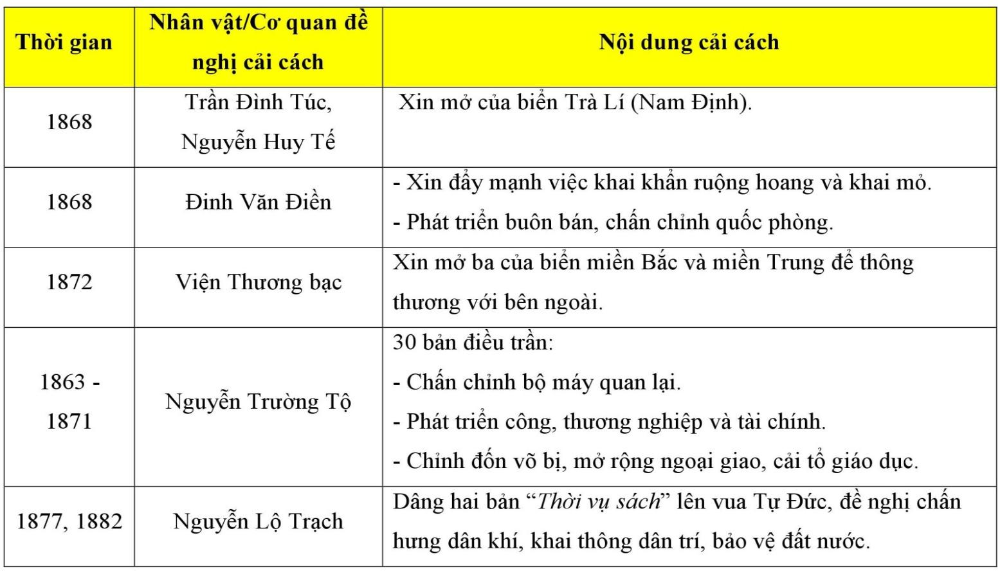 Thời gian
Nhân vật/Cơ quan đề
nghị cải cách
Nội dung cải cách
1868
Trần Đình Túc,
Nguyễn Huy Tế
Xin mở của biển Trà Lí (Nam Định).
1868
Đinh Văn Điền
- Xin đẩy mạnh việc khai khẩn ruộng hoang và khai mỏ.
- Phát triển buôn bán, chấn chỉnh quốc phòng.
1872
Viện Thương bạc
Xin mở ba của biển miền Bắc và miền Trung để thông
thương với bên ngoài.
1863 -
1871
Nguyễn Trường Tộ
30 bản điều trần:
- Chấn chỉnh bộ máy quan lại.
- Phát triển công, thương nghiệp và tài chính.
- Chỉnh đốn võ bị, mở rộng ngoại giao, cải tổ giáo dục.
1877, 1882
Nguyễn Lộ Trạch
Dâng hai bản “Thời vụ sách” lên vua Tự Đức, đề nghị chấn
hưng dân khí, khai thông dân trí, bảo vệ đất nước.